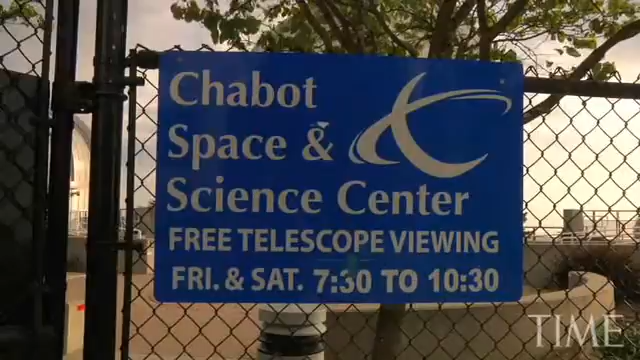 Chabot
Space &
Science Center
FREE TELESCOPE VIEWING
FRI. & SAT. 7:30 TO 10:30
TIME